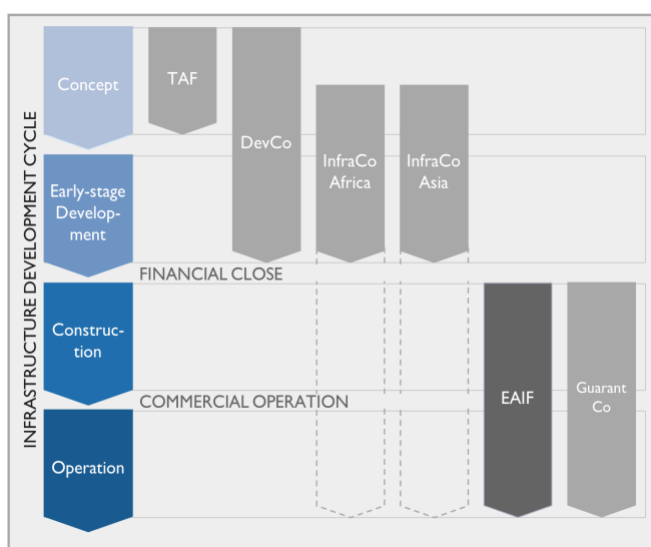 INFRASTRUCTURE DEVELOPMENT CYCLE
Concept
TAF
DevCo
InfraCo
Africa
InfraCo
Asia
Early-stage
Develop-
ment
FINANCIAL CLOSE
Construc-
tion
EAIF
Guarant
Co
COMMERCIAL OPERATION
Operation